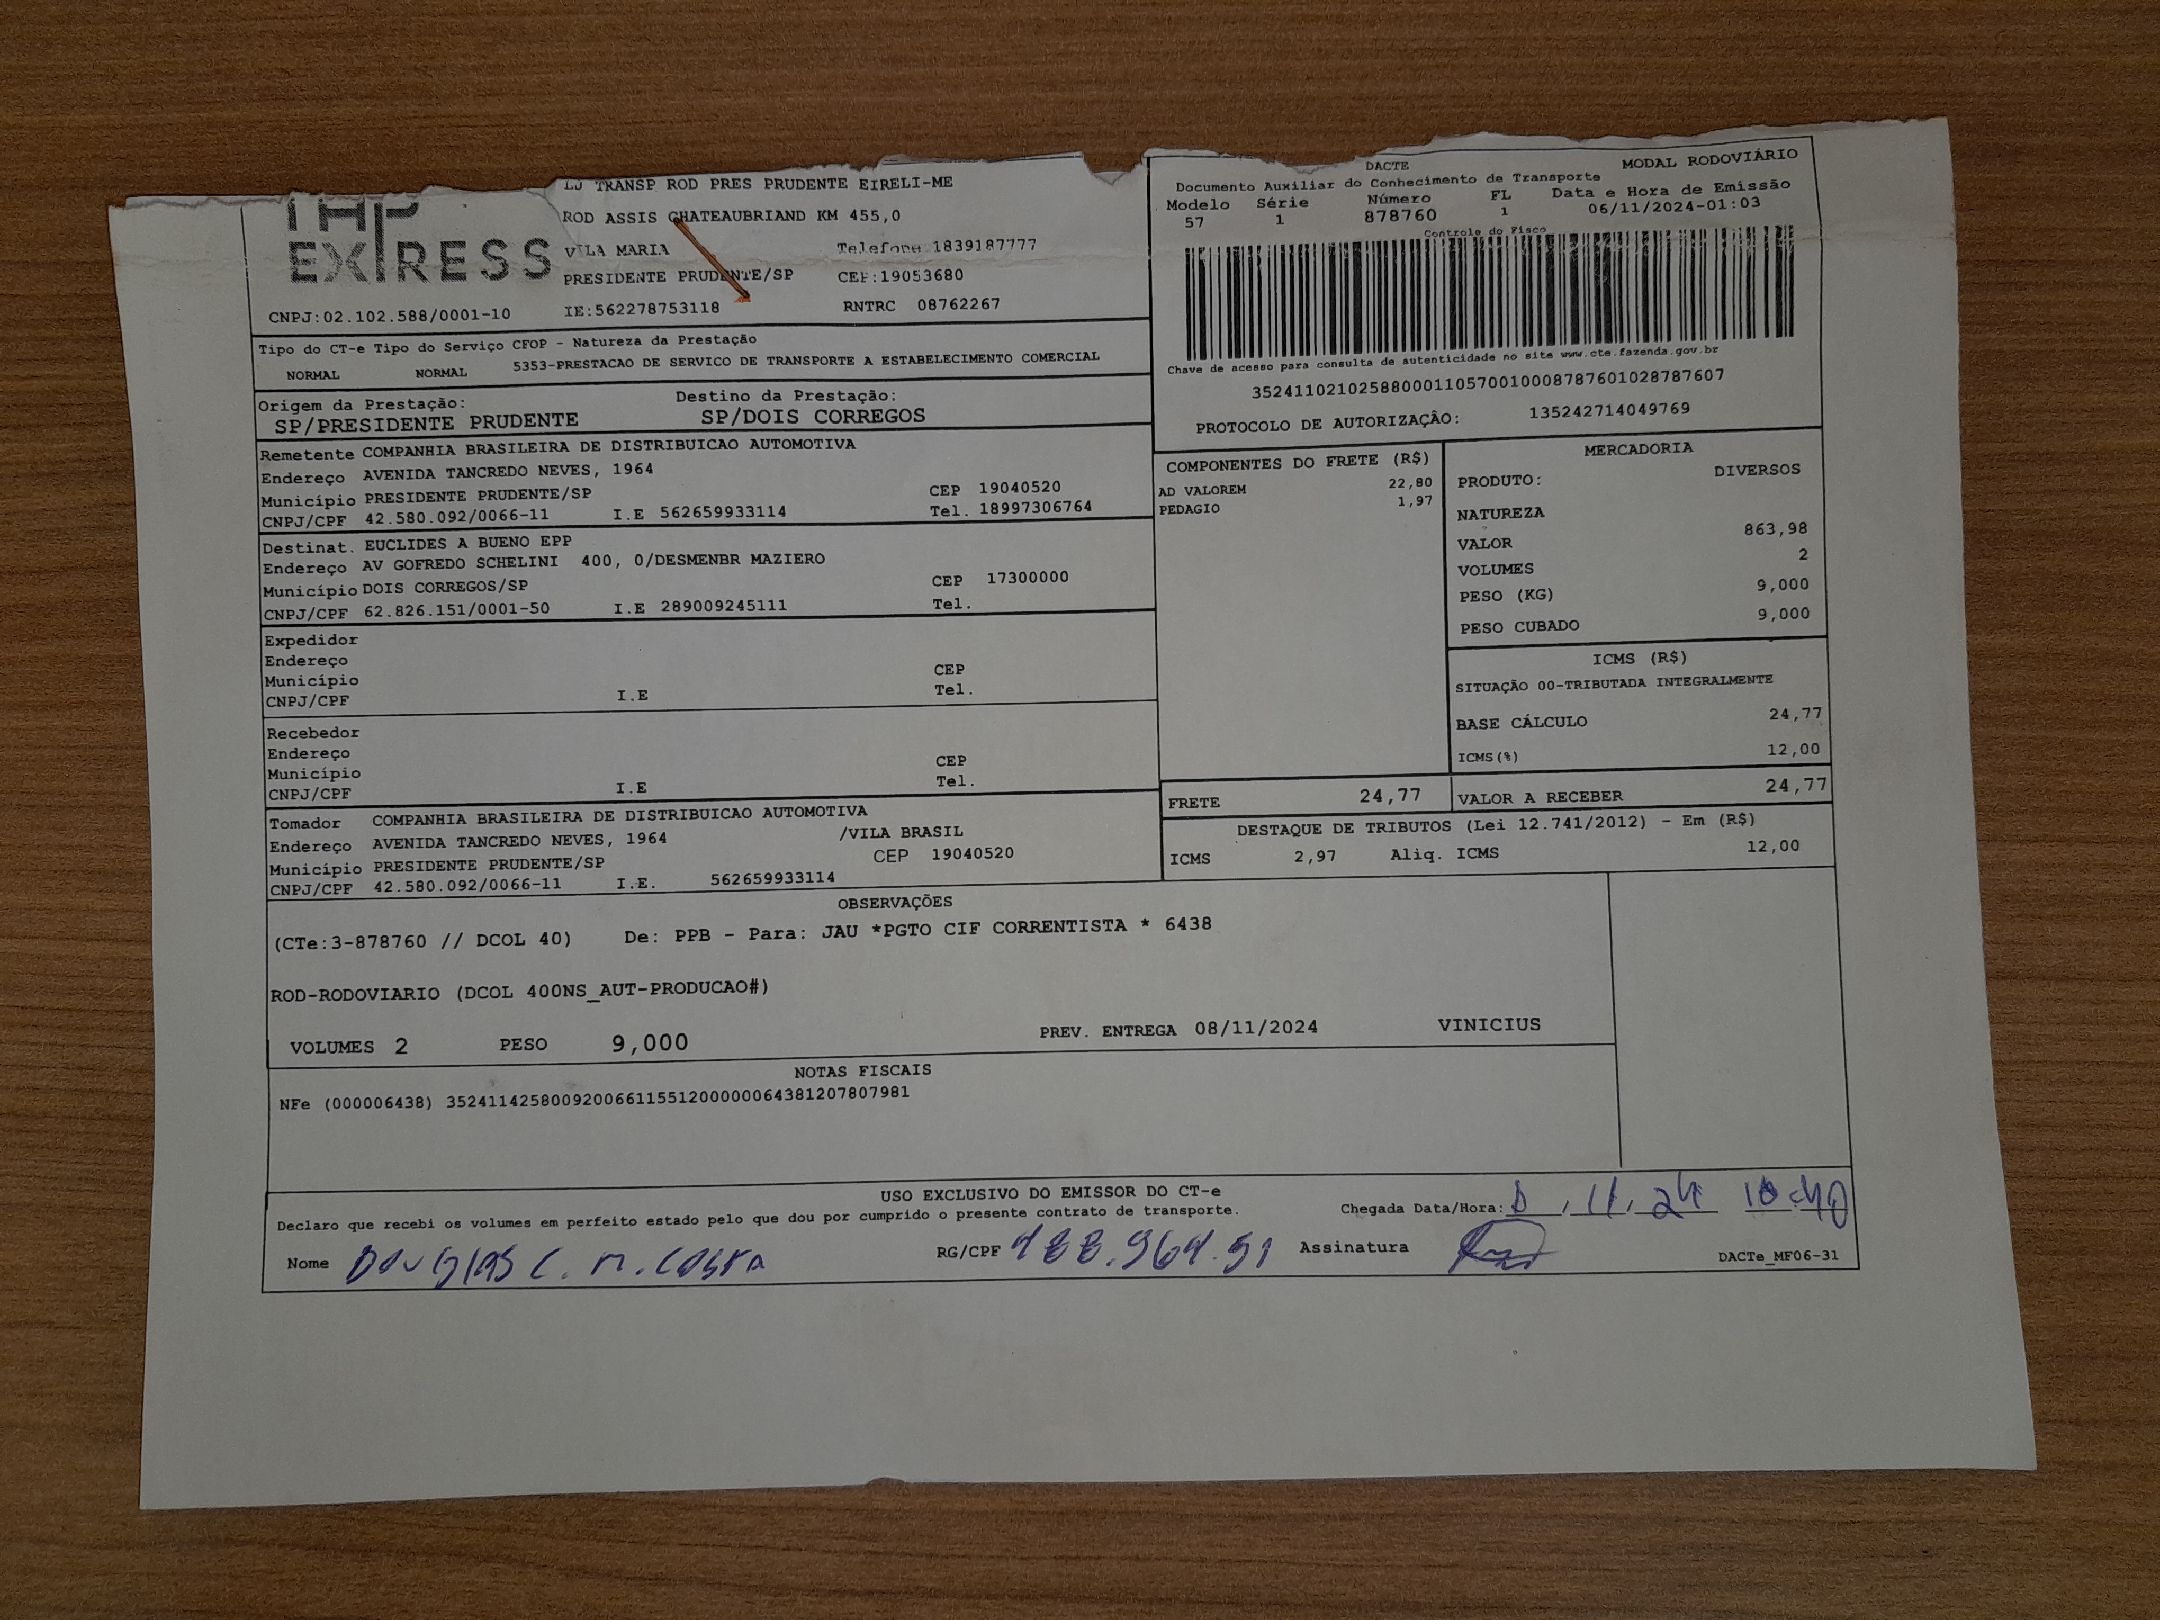 LJ TRANSP ROD PRES PRUDENTE EIRELI-ME
ROD ASSIS CHATEAUBRIAND KM 455,0
EXPRESS
VILA MARIA Telefone 1839187777
PRESIDENTE PRUDENTE/SP CEP:19053680
CNPJ:02.102.588/0001-10 IE:562278753118 RNTRC 08762267
DACTE MODAL RODOVIÁRIO
Documento Auxiliar do Conhecimento de Transporte
Modelo Série Número FL Data e Hora de Emissão
57 1 878760 1 06/11/2024-01:03
Controle do Fisco
Chave de acesso para consulta de autenticidade no site www.cte.fazenda.gov.br
35241102102588000110570010008787601028787607
PROTOCOLO DE AUTORIZAÇÂO: 135242714049769
Tipo do CT-e Tipo do Serviço CFOP - Natureza da Prestação
NORMAL NORMAL 5353-PRESTACAO DE SERVICO DE TRANSPORTE A ESTABELECIMENTO COMERCIAL
Origem da Prestação: Destino da Prestação:
SP/PRESIDENTE PRUDENTE SP/DOIS CORREGOS
Remetente COMPANHIA BRASILEIRA DE DISTRIBUICAO AUTOMOTIVA
Endereço AVENIDA TANCREDO NEVES, 1964
Município PRESIDENTE PRUDENTE/SP CEP 19040520
CNPJ/CPF 42.580.092/0066-11 I.E 562659933114 Tel. 18997306764
Destinat. EUCLIDES A BUENO EPP
Endereço AV GOFREDO SCHELINI 400, 0/DESMENBR MAZIERO
Município DOIS CORREGOS/SP CEP 17300000
CNPJ/CPF 62.826.151/0001-50 I.E 289009245111 Tel.
Expedidor
Endereço
Município CEP
CNPJ/CPF I.E Tel.
Recebedor
Endereço
Município CEP
CNPJ/CPF I.E Tel.
Tomador COMPANHIA BRASILEIRA DE DISTRIBUICAO AUTOMOTIVA
Endereço AVENIDA TANCREDO NEVES, 1964 /VILA BRASIL
Município PRESIDENTE PRUDENTE/SP CEP 19040520
CNPJ/CPF 42.580.092/0066-11 I.E. 562659933114
COMPONENTES DO FRETE (R$)
AD VALOREM 22,80
PEDAGIO 1,97
MERCADORIA
PRODUTO: DIVERSOS
NATUREZA
VALOR 863,98
VOLUMES 2
PESO (KG) 9,000
PESO CUBADO 9,000
ICMS (R$)
SITUAÇÃO 00-TRIBUTADA INTEGRALMENTE
BASE CÁLCULO 24,77
ICMS(%) 12,00
FRETE 24,77 VALOR A RECEBER 24,77
DESTAQUE DE TRIBUTOS (Lei 12.741/2012) - Em (R$)
ICMS 2,97 Aliq. ICMS 12,00
OBSERVAÇÕES
(CTe:3-878760 // DCOL 40) De: PPB - Para: JAU *PGTO CIF CORRENTISTA * 6438
ROD-RODOVIARIO (DCOL 400NS_AUT-PRODUCAO#)
VOLUMES 2 PESO 9,000 PREV. ENTREGA 08/11/2024 VINICIUS
NOTAS FISCAIS
NFe (000006438) 35241142580092006611551200000064381207807981
USO EXCLUSIVO DO EMISSOR DO CT-e
Declaro que recebi os volumes em perfeito estado pelo que dou por cumprido o presente contrato de transporte. Chegada Data/Hora: 11.24
Nome Douglas C. M. Costa RG/CPF 488.964.51 Assinatura
DACTe_MF06-31